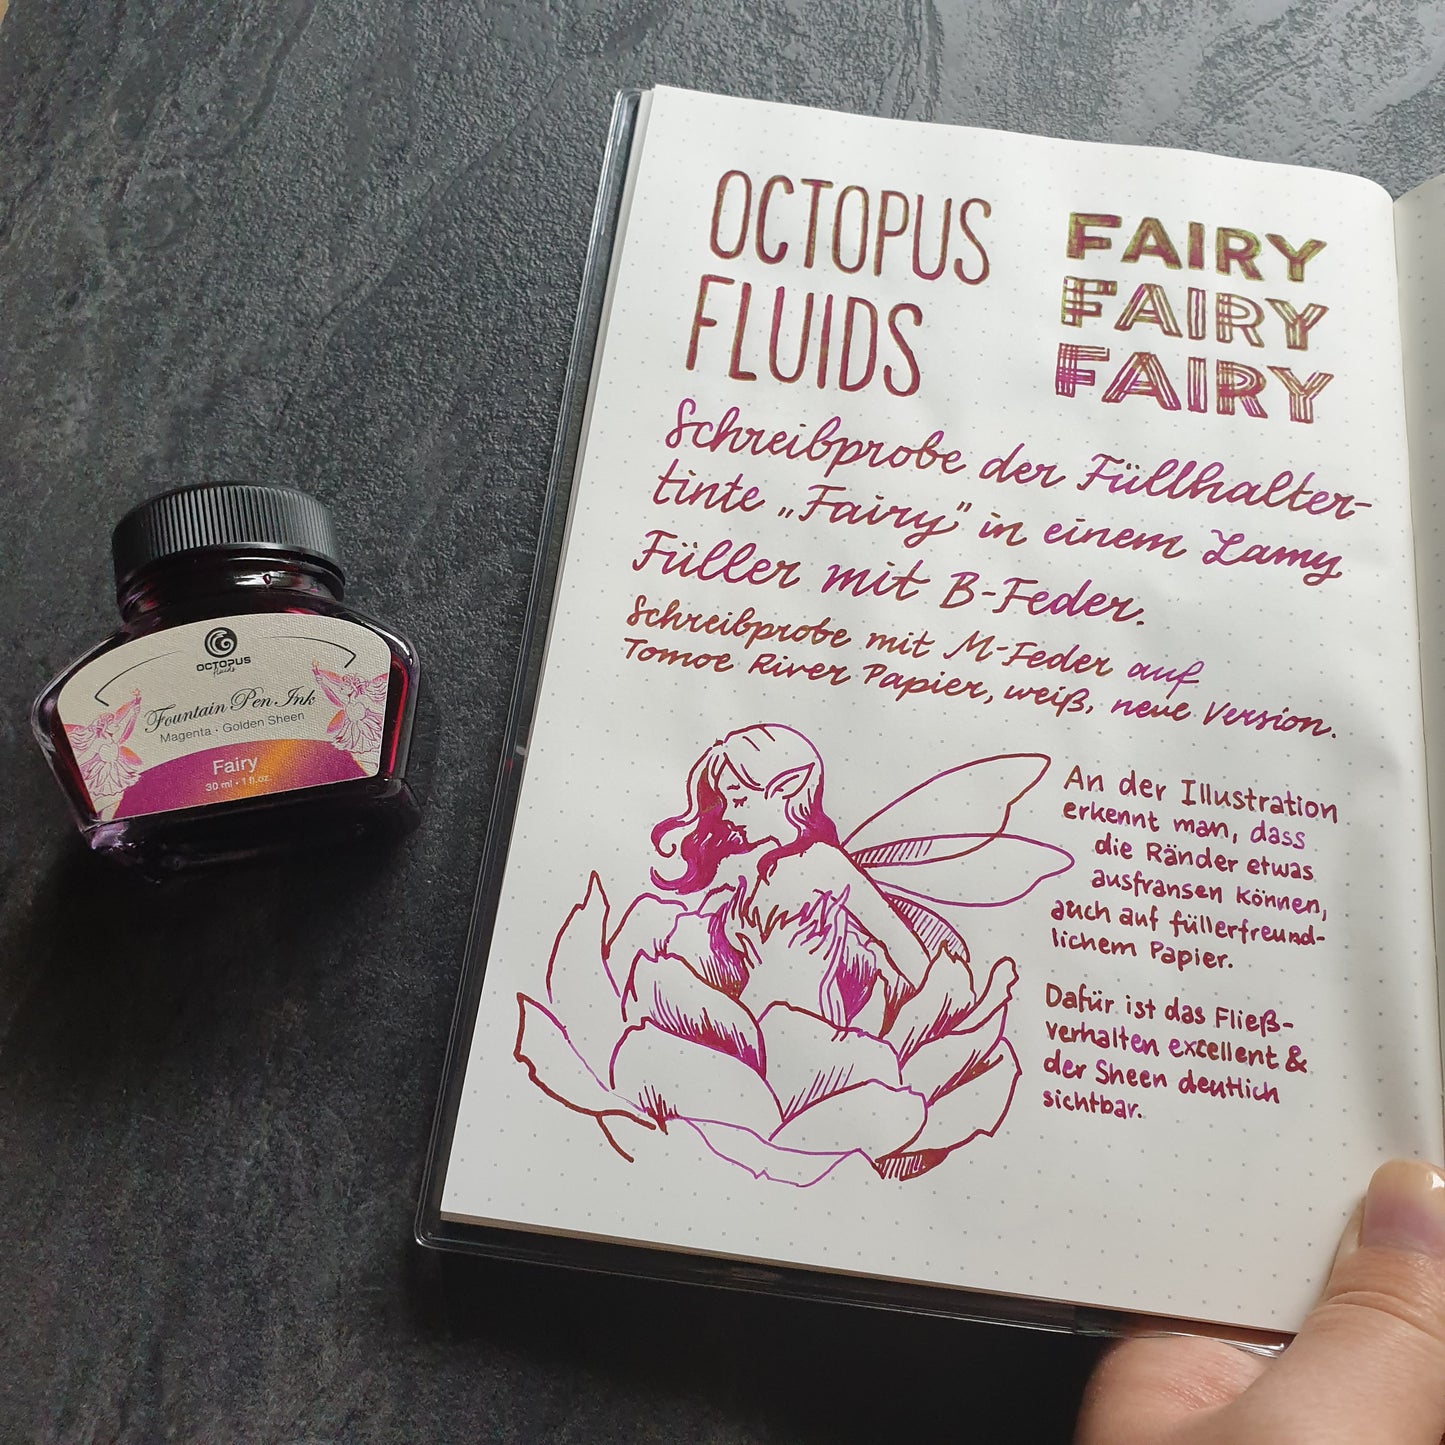 OCTOPUS
fluids
Fountain Pen Ink
Magenta · Golden Sheen
Fairy
30 ml · 1 fl.oz.
OCTOPUS
FLUIDS
FAIRY
FAIRY
FAIRY
Schreibprobe der Füllhalter-
tinte „Fairy" in einem Lamy
Füller mit B-Feder.
Schreibprobe mit M-Feder auf
Tomoe River Papier, weiß, neue Version.
An der Illustration
erkennt man, dass
die Ränder etwas
ausfransen können,
auch auf füllerfreund-
lichem Papier.
Dafür ist das Fließ-
verhalten excellent &
der Sheen deutlich
sichtbar.